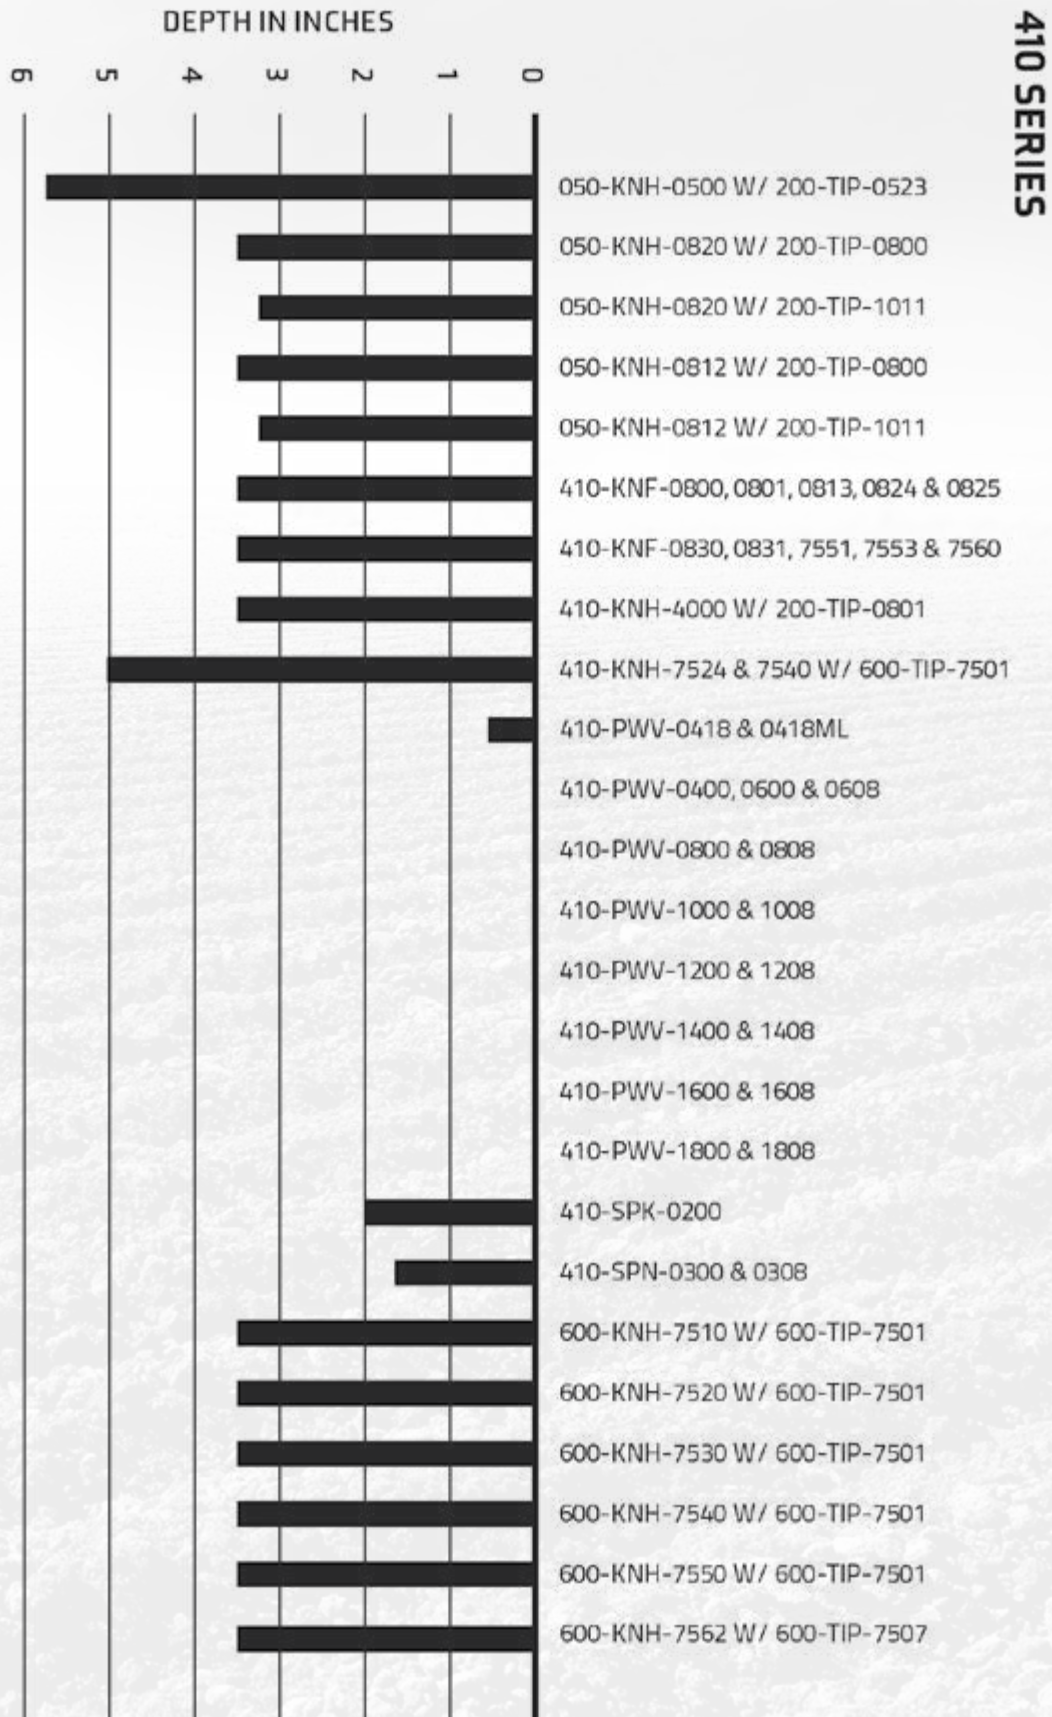 410 SERIES
DEPTH IN INCHES
6 5 4 3 2 1 0
050-KNH-0500 W/ 200-TIP-0523
050-KNH-0820 W/ 200-TIP-0800
050-KNH-0820 W/ 200-TIP-1011
050-KNH-0812 W/ 200-TIP-0800
050-KNH-0812 W/ 200-TIP-1011
410-KNF-0800, 0801, 0813, 0824 & 0825
410-KNF-0830, 0831, 7551, 7553 & 7560
410-KNH-4000 W/ 200-TIP-0801
410-KNH-7524 & 7540 W/ 600-TIP-7501
410-PWV-0418 & 0418ML
410-PWV-0400, 0600 & 0608
410-PWV-0800 & 0808
410-PWV-1000 & 1008
410-PWV-1200 & 1208
410-PWV-1400 & 1408
410-PWV-1600 & 1608
410-PWV-1800 & 1808
410-SPK-0200
410-SPN-0300 & 0308
600-KNH-7510 W/ 600-TIP-7501
600-KNH-7520 W/ 600-TIP-7501
600-KNH-7530 W/ 600-TIP-7501
600-KNH-7540 W/ 600-TIP-7501
600-KNH-7550 W/ 600-TIP-7501
600-KNH-7562 W/ 600-TIP-7507